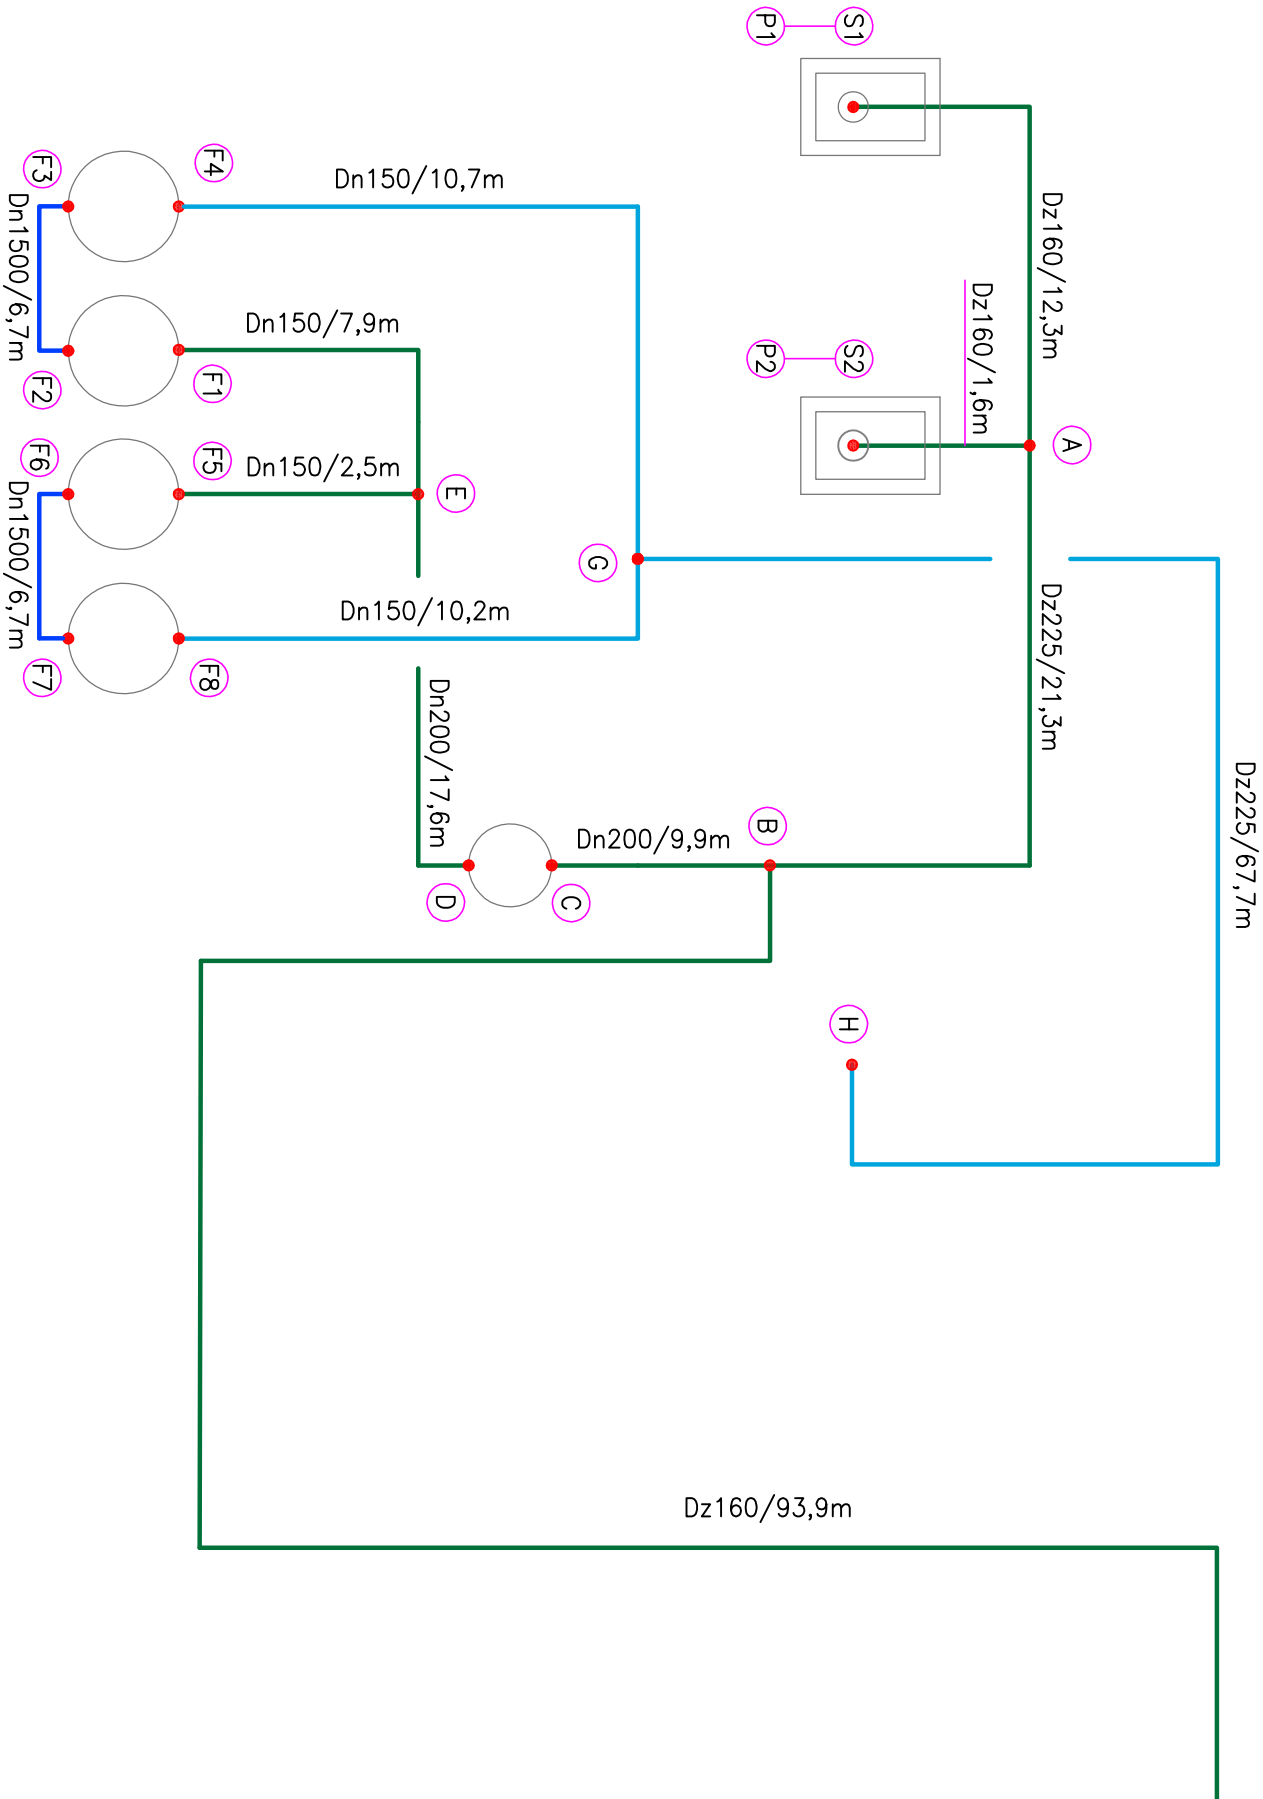 P1
S1
F3
F4
Dn150/10,7m
Dn1500/6,7m
Dz160/12,3m
Dn150/7,9m
Dz160/1,6m
P2
S2
F2
F1
A
F6
F5
Dn150/2,5m
E
Dn1500/6,7m
G
Dn150/10,2m
Dz225/21,3m
F7
F8
Dn200/17,6m
Dz225/67,7m
B
Dn200/9,9m
D
C
H
Dz160/93,9m